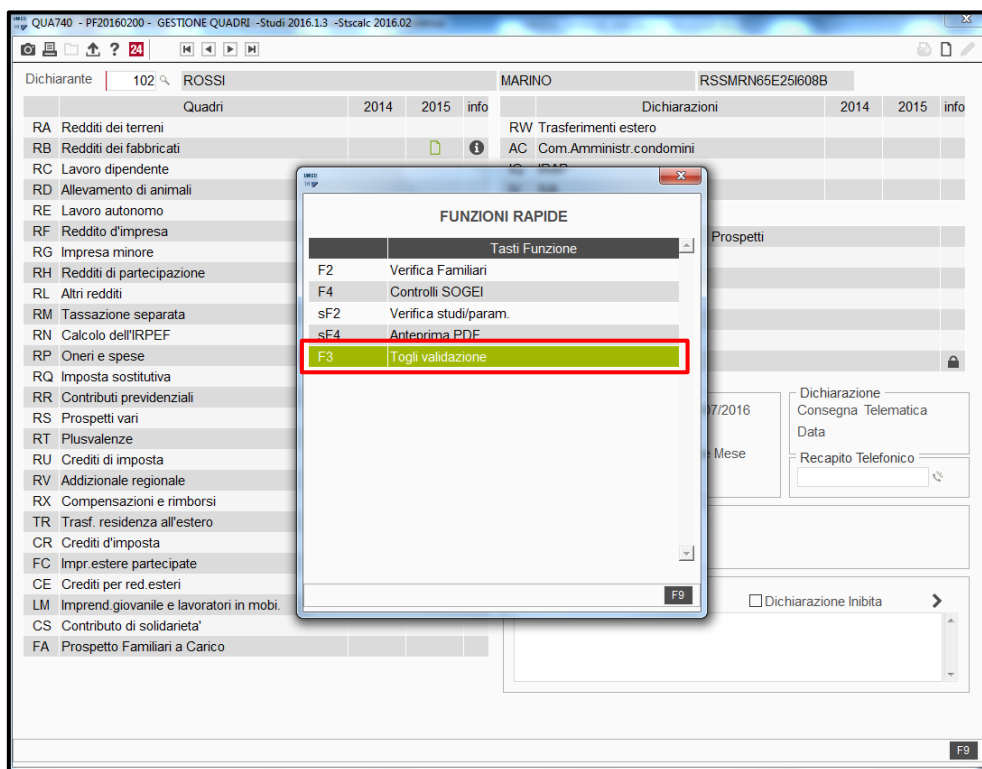 QUA740 - PF20160200 - GESTIONE QUADRI -Studi 2016.1.3 -Stscalc 2016.02
? 24
Dichiarante 102 ROSSI MARINO RSSMRN65E25I608B
Quadri 2014 2015 info Dichiarazioni 2014 2015 info
RA Redditi dei terreni RW Trasferimenti estero
RB Redditi dei fabbricati AC Com.Amministr.condomini
RC Lavoro dipendente
RD Allevamento di animali
RE Lavoro autonomo
RF Reddito d'impresa Prospetti
RG Impresa minore
RH Redditi di partecipazione
RL Altri redditi
RM Tassazione separata
RN Calcolo dell'IRPEF
RP Oneri e spese
RQ Imposta sostitutiva
RR Contributi previdenziali
RS Prospetti vari
RT Plusvalenze
RU Crediti di imposta
RV Addizionale regionale
RX Compensazioni e rimborsi
TR Trasf. residenza all'estero
CR Crediti d'imposta
FC Impr.estere partecipate
CE Crediti per red.esteri
LM Imprend.giovanile e lavoratori in mobi.
CS Contributo di solidarieta'
FA Prospetto Familiari a Carico
FUNZIONI RAPIDE
Tasti Funzione
F2 Verifica Familiari
F4 Controlli SOGEI
sF2 Verifica studi/param.
sF4 Anteprima PDF
F3 Togli validazione
F9
07/2016
Mese
Dichiarazione
Consegna Telematica
Data
Recapito Telefonico
Dichiarazione Inibita
F9